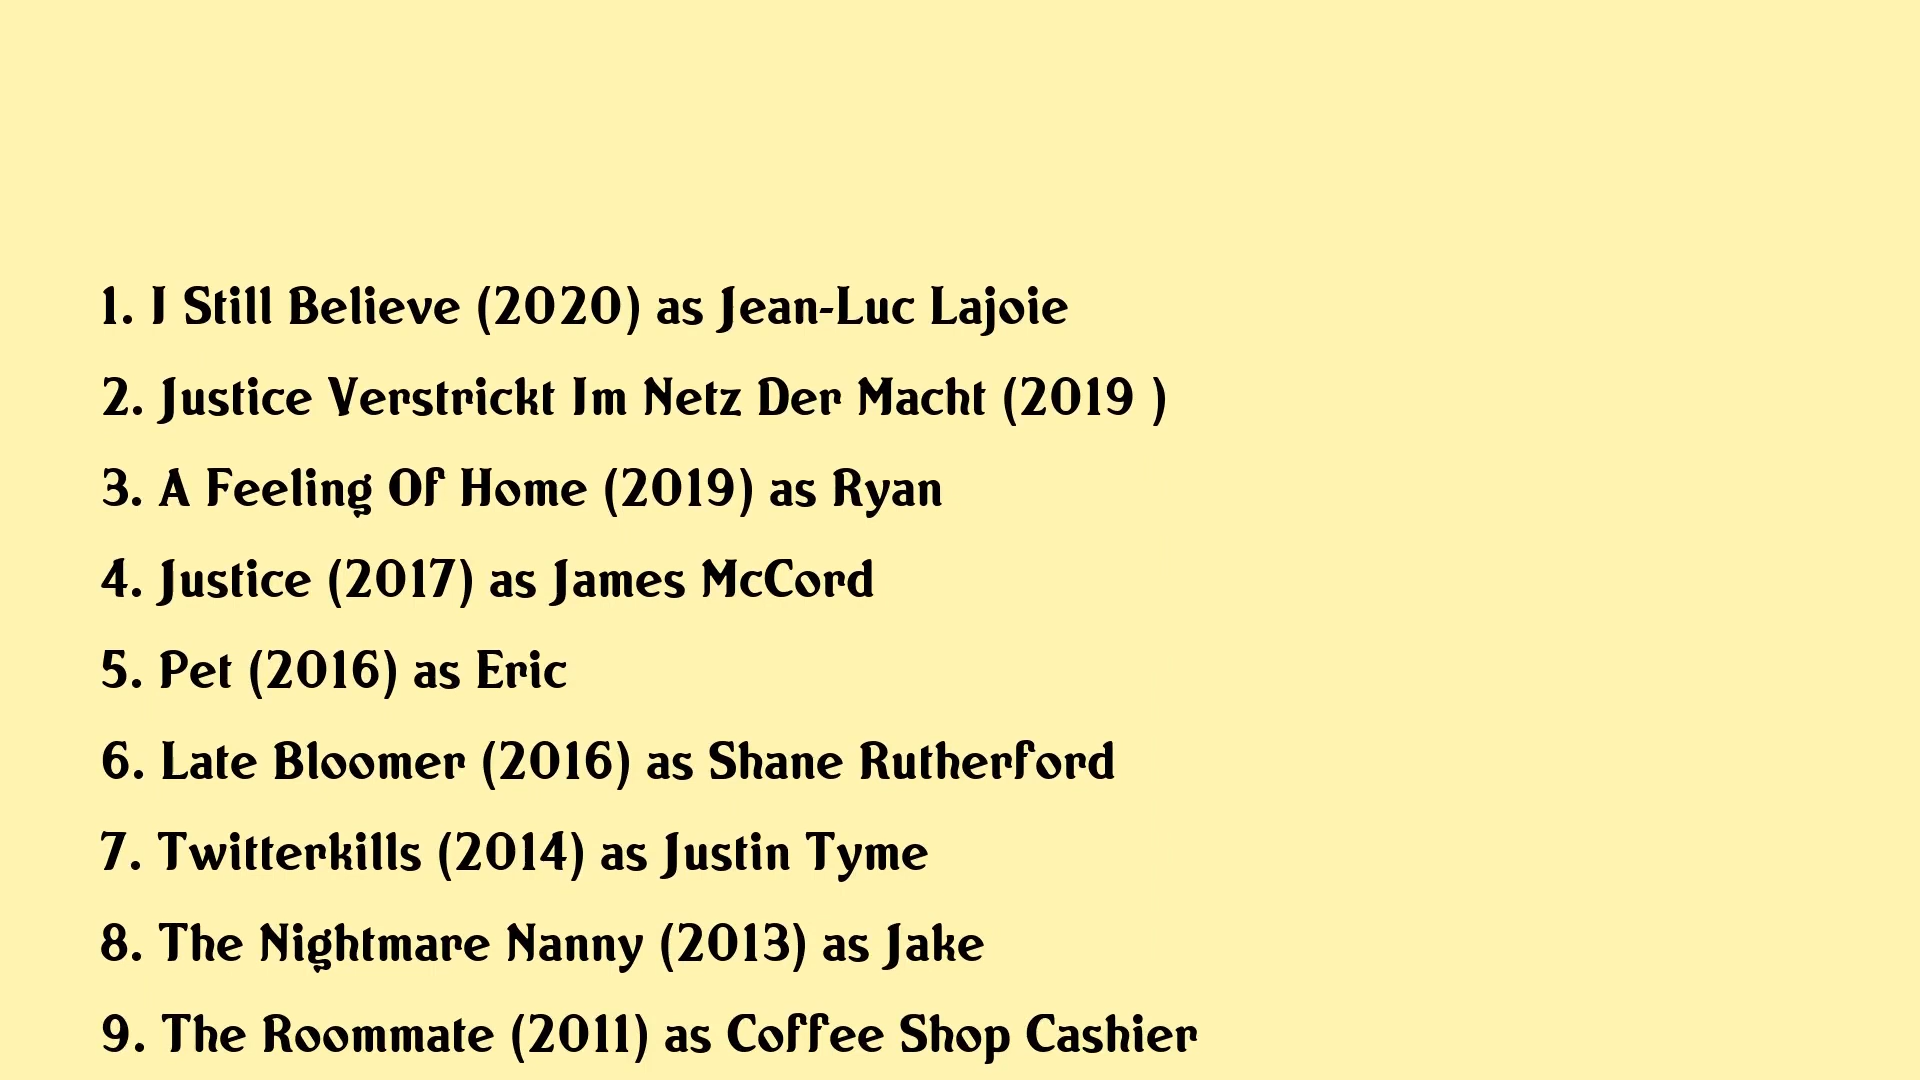 1. I Still Believe (2020) as Jean-Luc Lajoie
2. Justice Verstrickt Im Netz Der Macht (2019 )
3. A Feeling Of Home (2019) as Ryan
4. Justice (2017) as James McCord
5. Pet (2016) as Eric
6. Late Bloomer (2016) as Shane Rutherford
7. Twitterkills (2014) as Justin Tyme
8. The Nightmare Nanny (2013) as Jake
9. The Roommate (2011) as Coffee Shop Cashier